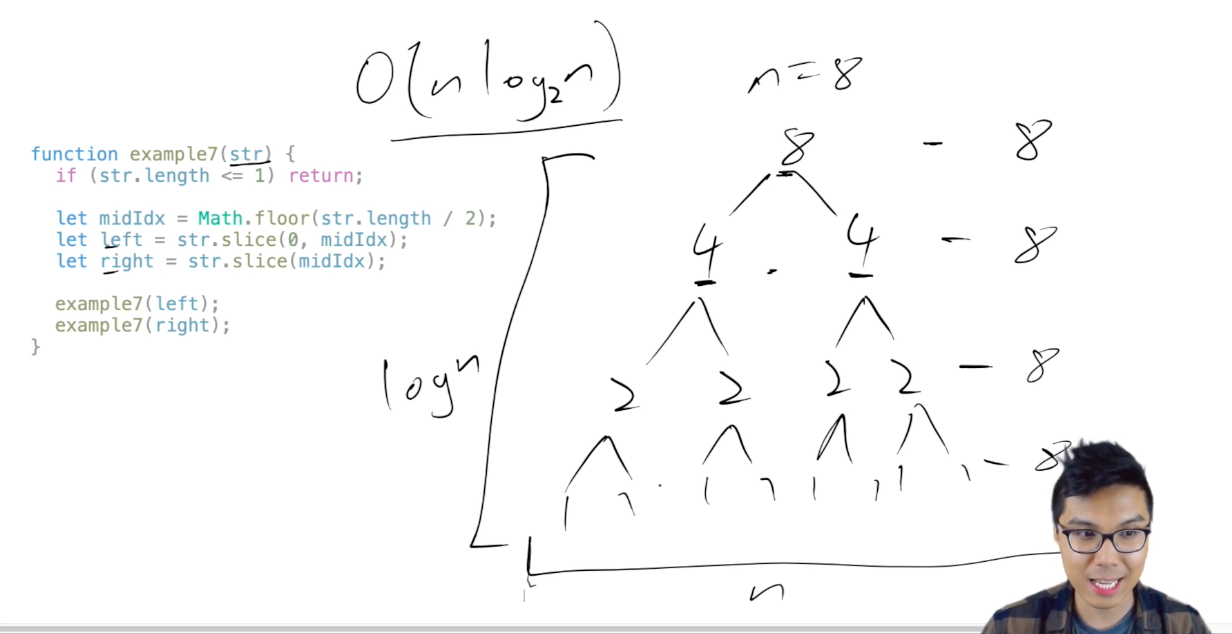 O(n log₂n)
n=8
function example7(str) {
  if (str.length <= 1) return;
  let midIdx = Math.floor(str.length / 2);
  let left = str.slice(0, midIdx);
  let right = str.slice(midIdx);
  example7(left);
  example7(right);
}
8 - 8
4 . 4 - 8
log n
2 2 2 2 - 8
1 1 . 1 1 1 1 1 1 - 8
n